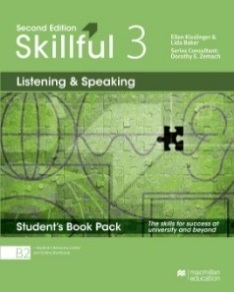 Second Edition
Skillful 3
Ellen Kisslinger &
Lida Baker
Series Consultant:
Dorothy E. Zemach
Listening & Speaking
Student's Book Pack
The skills for success at
university and beyond
B2
macmillan
education